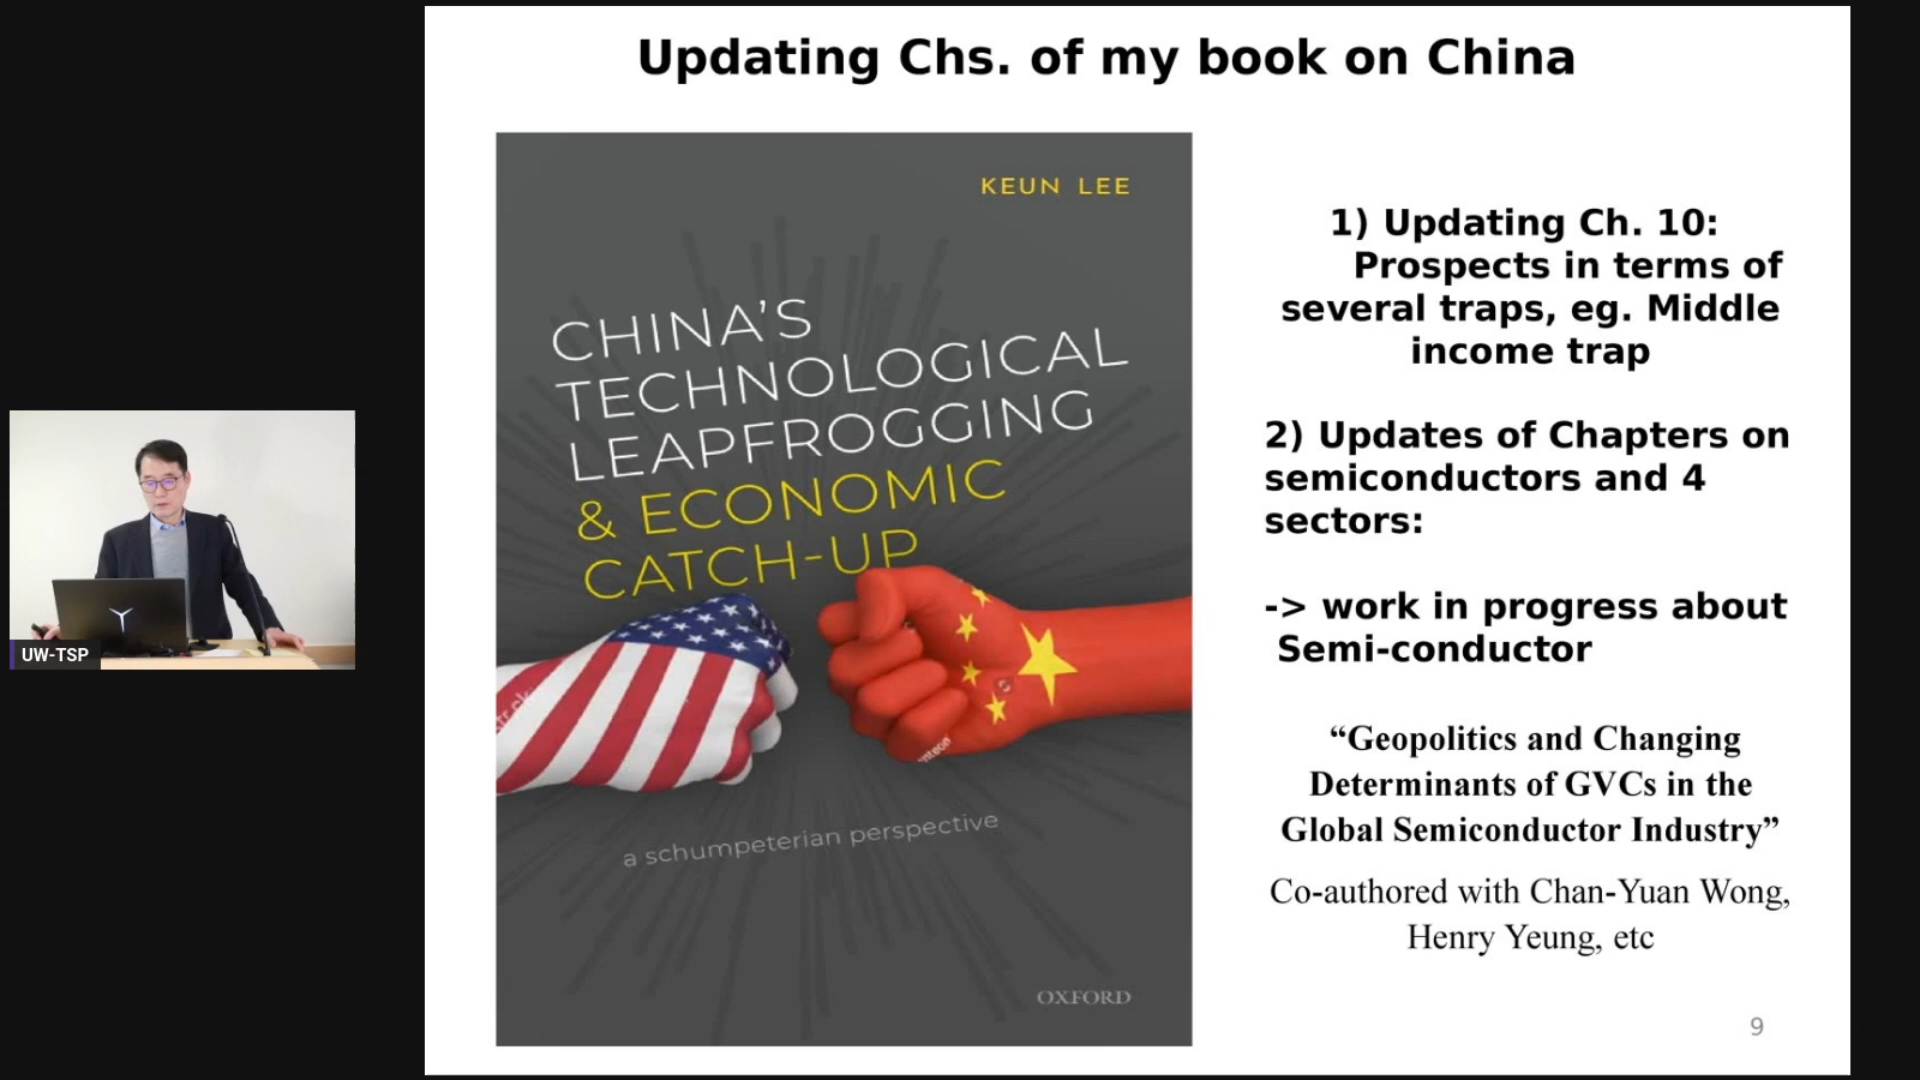 Updating Chs. of my book on China
KEUN LEE
CHINA'S
TECHNOLOGICAL
LEAPFROGGING
& ECONOMIC
CATCH-UP
a schumpeterian perspective
OXFORD
1) Updating Ch. 10:
Prospects in terms of
several traps, eg. Middle
income trap
2) Updates of Chapters on
semiconductors and 4
sectors:
-> work in progress about
Semi-conductor
“Geopolitics and Changing
Determinants of GVCs in the
Global Semiconductor Industry”
Co-authored with Chan-Yuan Wong,
Henry Yeung, etc
9
UW-TSP